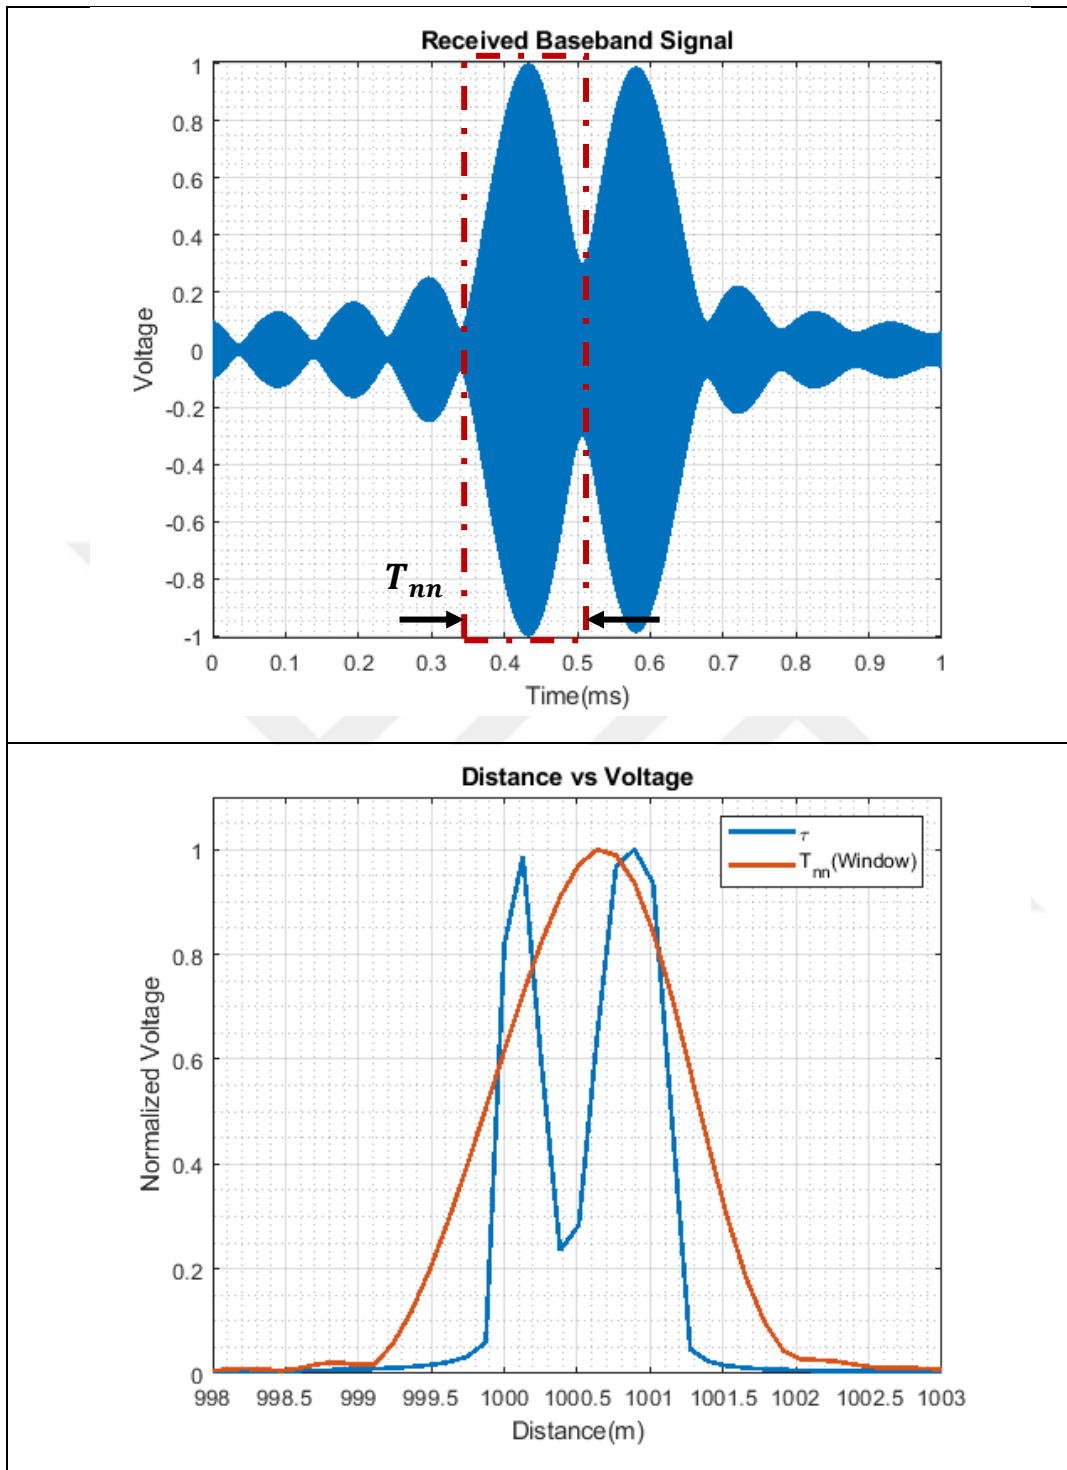 Received Baseband Signal
1
0.8
0.6
0.4
0.2
0
-0.2
-0.4
-0.6
-0.8
-1
Voltage
T_nn
0 0.1 0.2 0.3 0.4 0.5 0.6 0.7 0.8 0.9 1
Time(ms)
Distance vs Voltage
τ
T_nn(Window)
1
0.8
0.6
0.4
0.2
0
Normalized Voltage
998 998.5 999 999.5 1000 1000.5 1001 1001.5 1002 1002.5 1003
Distance(m)